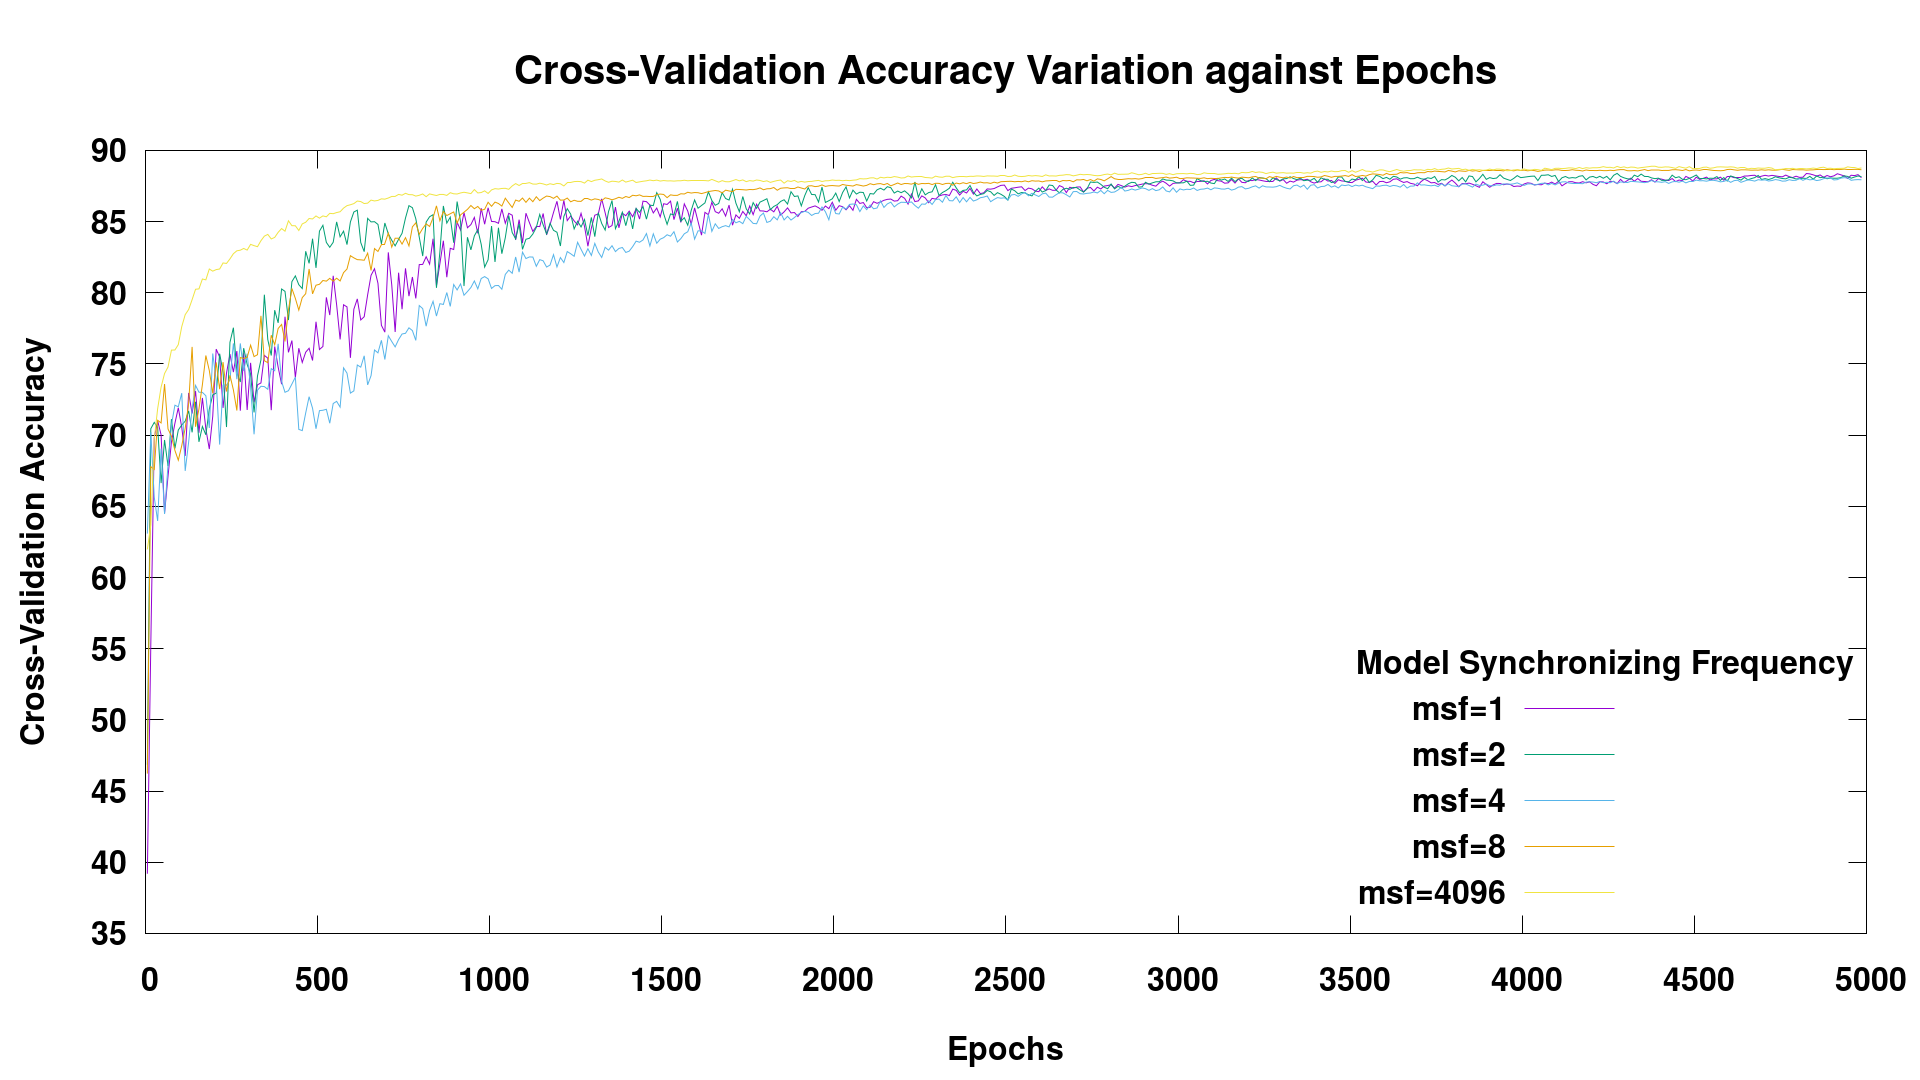 Cross-Validation Accuracy Variation against Epochs
Cross-Validation Accuracy
90
85
80
75
70
65
60
55
50
45
40
35
Model Synchronizing Frequency
msf=1
msf=2
msf=4
msf=8
msf=4096
0 500 1000 1500 2000 2500 3000 3500 4000 4500 5000
Epochs